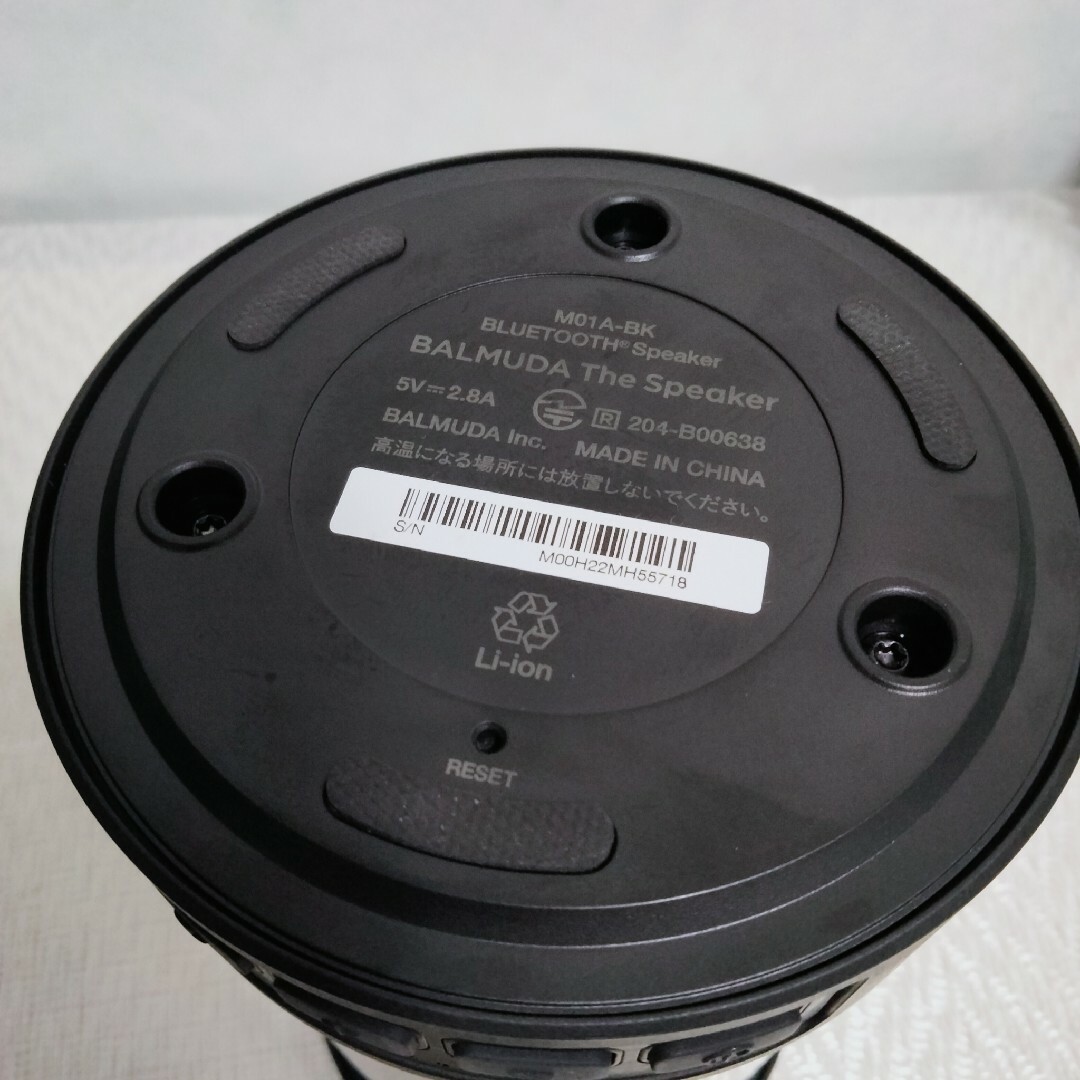 M01A-BK
BLUETOOTH® Speaker
BALMUDA The Speaker
5V⎓2.8A R 204-B00638
BALMUDA Inc. MADE IN CHINA
高温になる場所には放置しないでください。
S/N M00H22MH55718
Li-ion
RESET